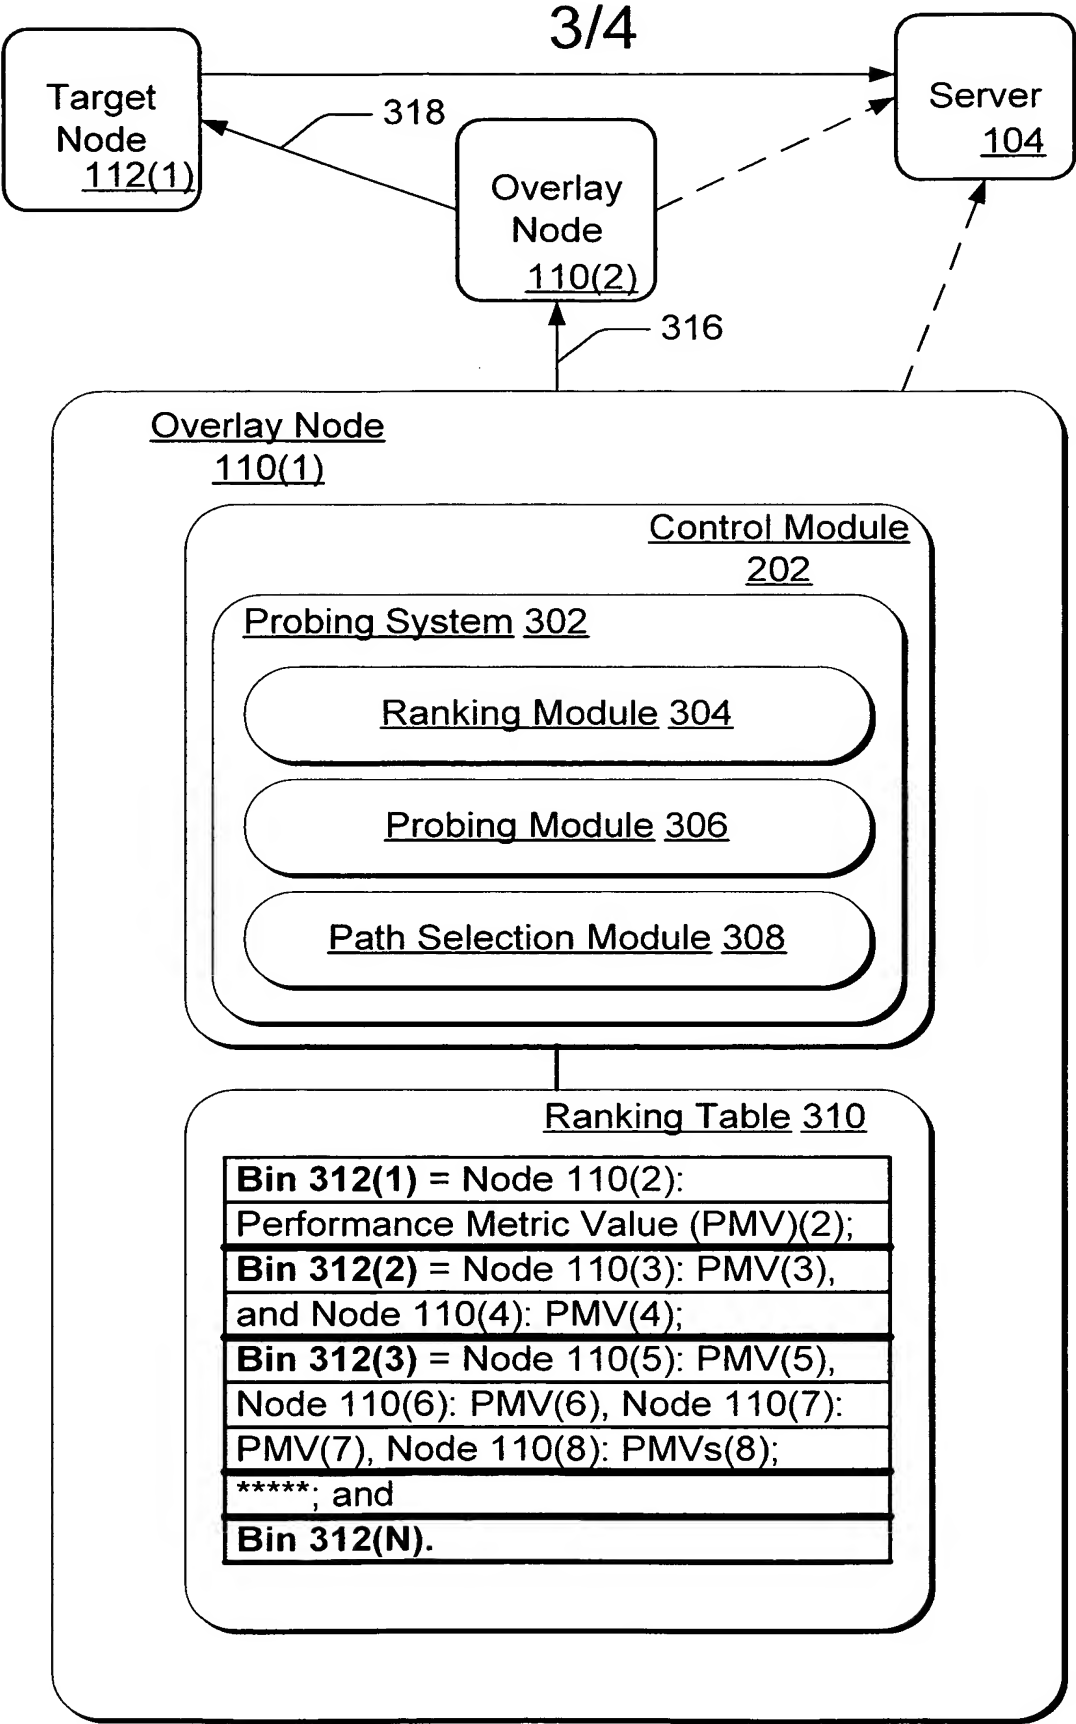 3/4
Target
Node
112(1)
318
Overlay
Node
110(2)
Server
104
316
Overlay Node
110(1)
Control Module
202
Probing System 302
Ranking Module 304
Probing Module 306
Path Selection Module 308
Ranking Table 310
Bin 312(1) = Node 110(2):
Performance Metric Value (PMV)(2);
Bin 312(2) = Node 110(3): PMV(3),
and Node 110(4): PMV(4);
Bin 312(3) = Node 110(5): PMV(5),
Node 110(6): PMV(6), Node 110(7):
PMV(7), Node 110(8): PMVs(8);
*****; and
Bin 312(N).